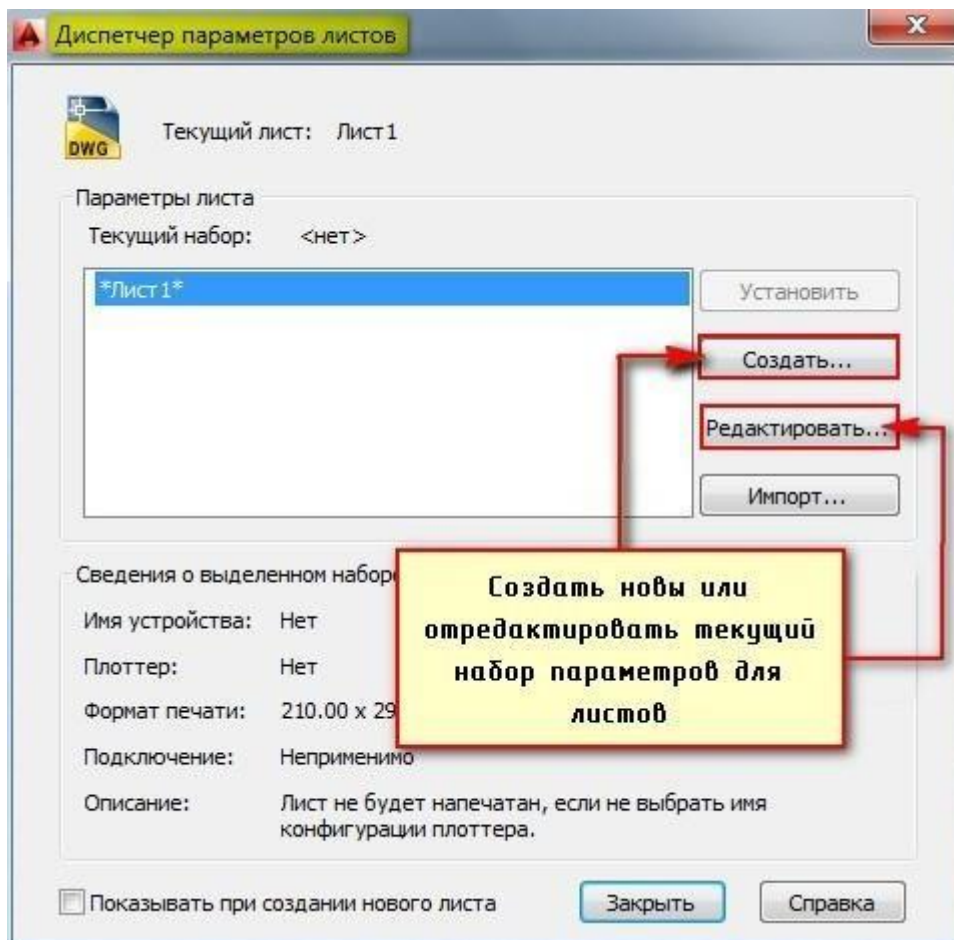 Диспетчер параметров листов
DWG
Текущий лист: Лист1
Параметры листа
Текущий набор: <нет>
*Лист1*
Установить
Создать...
Редактировать...
Импорт...
Сведения о выделенном наборе
Имя устройства: Нет
Плоттер: Нет
Формат печати: 210.00 x 29
Подключение: Неприменимо
Описание: Лист не будет напечатан, если не выбрать имя
конфигурации плоттера.
Создать новы или
отредактировать текущий
набор параметров для
листов
Показывать при создании нового листа
Закрыть
Справка